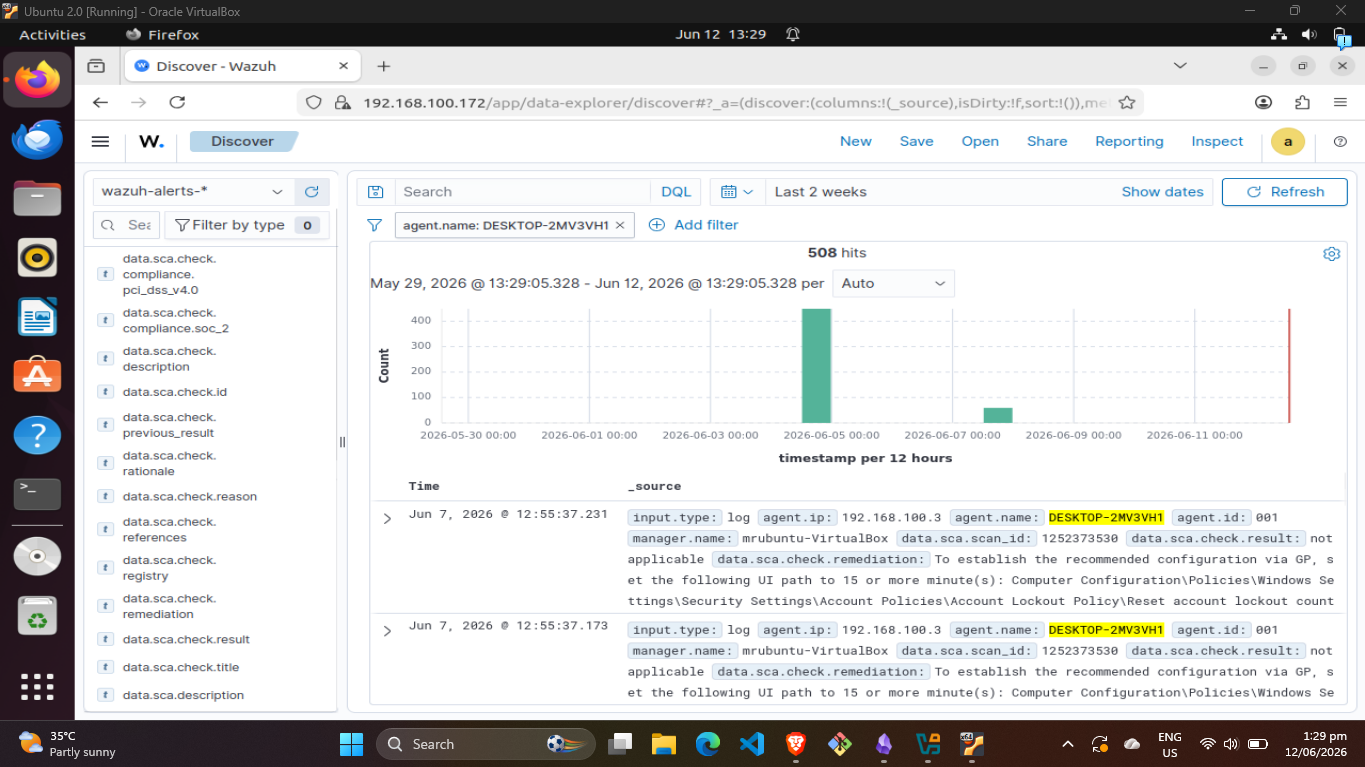 Ubuntu 2.0 [Running] - Oracle VirtualBox
Activities Firefox Jun 12 13:29
Discover - Wazuh
192.168.100.172/app/data-explorer/discover#?_a=(discover:(columns:!(_source),isDirty:!f,sort:!()),me
W. Discover New Save Open Share Reporting Inspect a
wazuh-alerts-* Search DQL Last 2 weeks Show dates Refresh
Sea Filter by type 0 agent.name: DESKTOP-2MV3VH1 Add filter
t data.sca.check.
compliance.
pci_dss_v4.0
t data.sca.check.
compliance.soc_2
t data.sca.check.
description
t data.sca.check.id
t data.sca.check.
previous_result
t data.sca.check.
rationale
t data.sca.check.reason
t data.sca.check.
references
t data.sca.check.
registry
t data.sca.check.
remediation
t data.sca.check.result
t data.sca.check.title
t data.sca.description
508 hits
May 29, 2026 @ 13:29:05.328 - Jun 12, 2026 @ 13:29:05.328 per Auto
Count
400
300
200
100
0
2026-05-30 00:00 2026-06-01 00:00 2026-06-03 00:00 2026-06-05 00:00 2026-06-07 00:00 2026-06-09 00:00 2026-06-11 00:00
timestamp per 12 hours
Time _source
Jun 7, 2026 @ 12:55:37.231 input.type: log agent.ip: 192.168.100.3 agent.name: DESKTOP-2MV3VH1 agent.id: 001
manager.name: mrubuntu-VirtualBox data.sca.scan_id: 1252373530 data.sca.check.result: not
applicable data.sca.check.remediation: To establish the recommended configuration via GP, s
et the following UI path to 15 or more minute(s): Computer Configuration\Policies\Windows Se
ttings\Security Settings\Account Policies\Account Lockout Policy\Reset account lockout count
Jun 7, 2026 @ 12:55:37.173 input.type: log agent.ip: 192.168.100.3 agent.name: DESKTOP-2MV3VH1 agent.id: 001
manager.name: mrubuntu-VirtualBox data.sca.scan_id: 1252373530 data.sca.check.result: not
applicable data.sca.check.remediation: To establish the recommended configuration via GP, s
et the following UI path to 15 or more minute(s): Computer Configuration\Policies\Windows Se
35°C
Partly sunny
Search
ENG
US
1:29 pm
12/06/2026